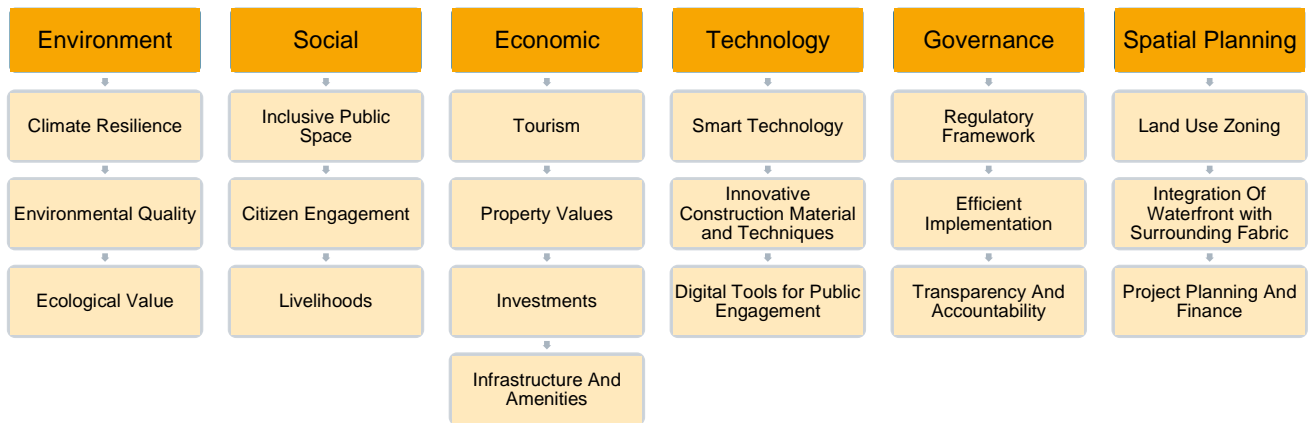 Environment
Climate Resilience
Environmental Quality
Ecological Value
Social
Inclusive Public
Space
Citizen Engagement
Livelihoods
Economic
Tourism
Property Values
Investments
Infrastructure And
Amenities
Technology
Smart Technology
Innovative
Construction Material
and Techniques
Digital Tools for Public
Engagement
Governance
Regulatory
Framework
Efficient
Implementation
Transparency And
Accountability
Spatial Planning
Land Use Zoning
Integration Of
Waterfront with
Surrounding Fabric
Project Planning And
Finance